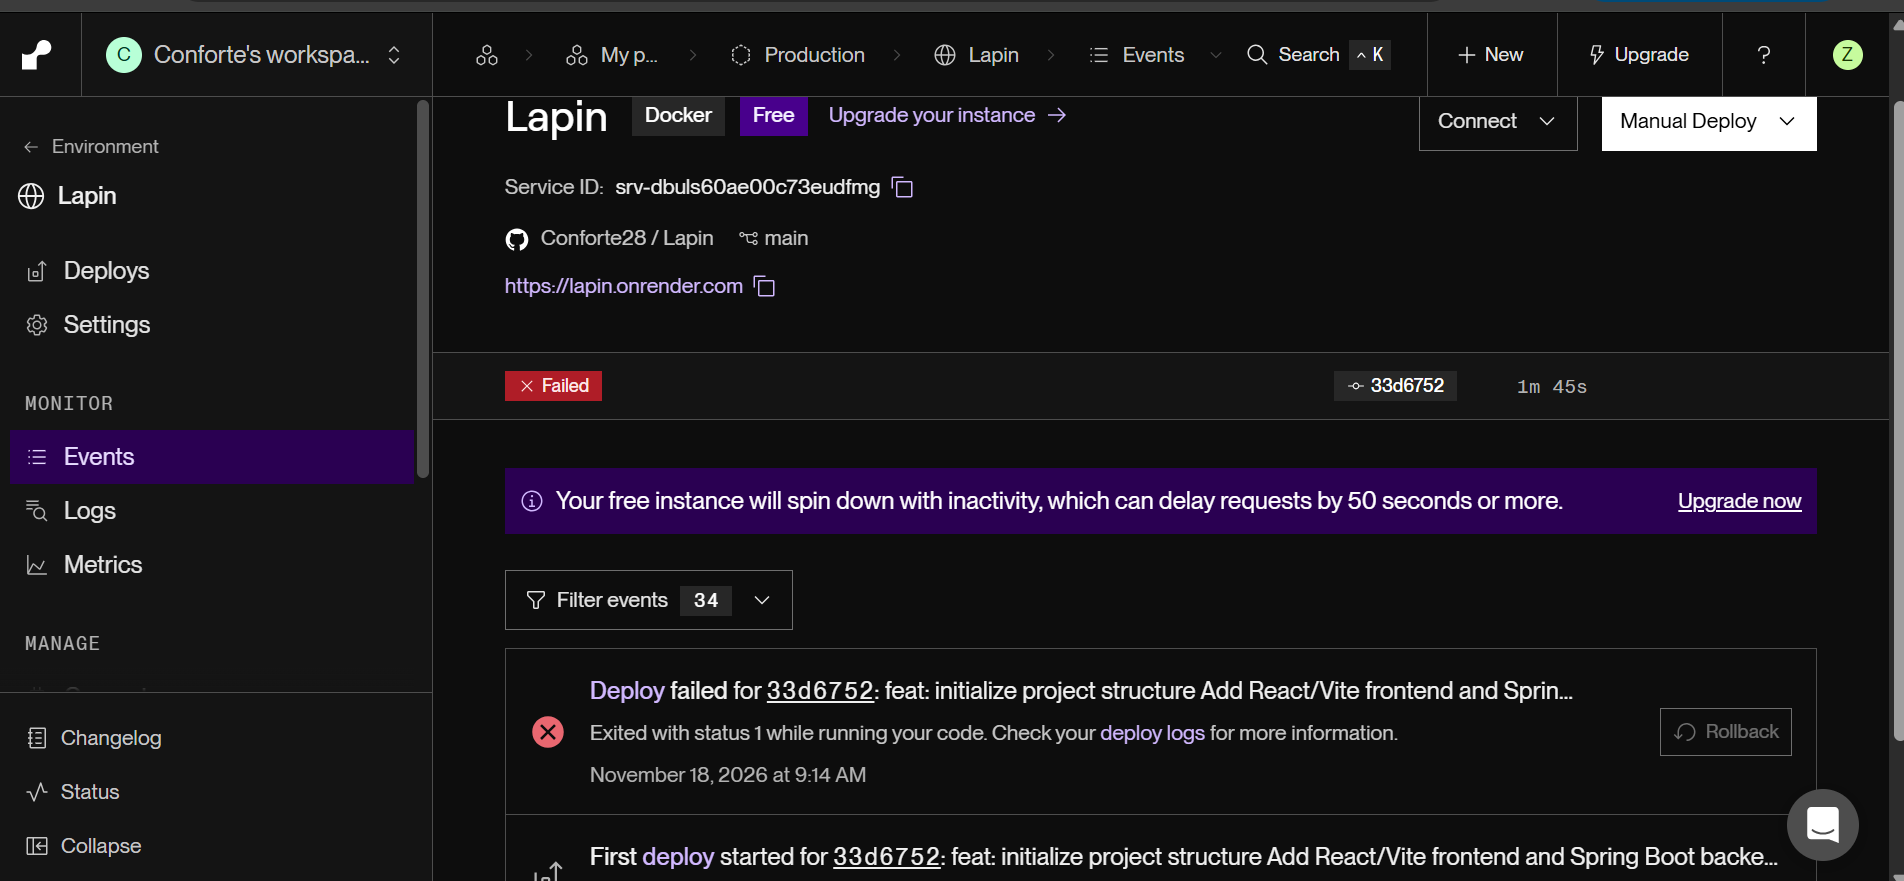 C Conforte's workspa...
My p... Production Lapin Events Search ^ K
New Upgrade ? Z
Environment
Lapin
Deploys
Settings
MONITOR
Events
Logs
Metrics
MANAGE
Changelog
Status
Collapse
Lapin Docker Free Upgrade your instance →
Connect Manual Deploy
Service ID: srv-dbuls60ae00c73eudfmg
Conforte28 / Lapin main
https://lapin.onrender.com
Failed 33d6752 1m 45s
Your free instance will spin down with inactivity, which can delay requests by 50 seconds or more. Upgrade now
Filter events 34
Deploy failed for 33d6752: feat: initialize project structure Add React/Vite frontend and Sprin...
Exited with status 1 while running your code. Check your deploy logs for more information.
November 18, 2026 at 9:14 AM
Rollback
First deploy started for 33d6752: feat: initialize project structure Add React/Vite frontend and Spring Boot backe...